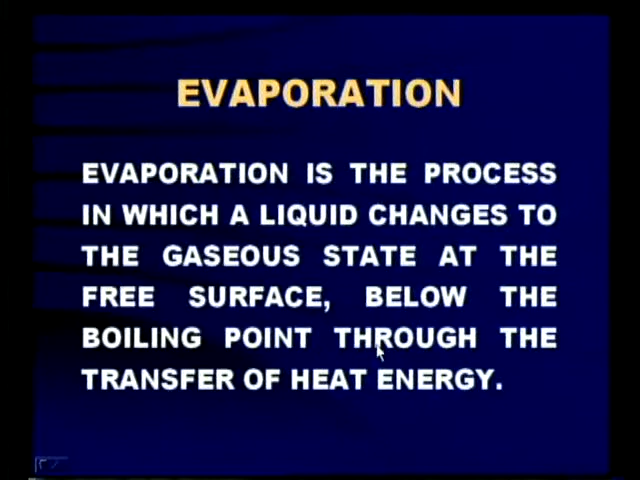 EVAPORATION
EVAPORATION IS THE PROCESS
IN WHICH A LIQUID CHANGES TO
THE GASEOUS STATE AT THE
FREE SURFACE, BELOW THE
BOILING POINT THROUGH THE
TRANSFER OF HEAT ENERGY.